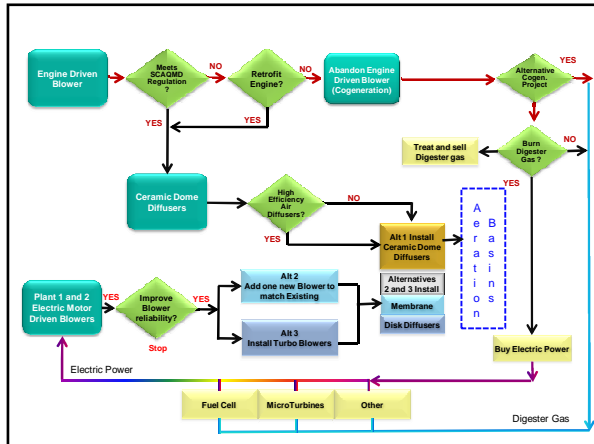 Engine Driven
Blower
Meets
SCAQMD
Regulation
?
NO
Retrofit
Engine?
NO
Abandon Engine
Driven Blower
(Cogeneration)
YES
Alternative
Cogen.
Project
YES
YES
Treat and sell
Digester gas
Burn
Digester
Gas ?
NO
YES
Ceramic Dome
Diffusers
High
Efficiency
Air
Diffusers?
NO
YES
Alt 1 Install
Ceramic Dome
Diffusers
Aeration
Basins
Alternatives
2 and 3 Install
Membrane
Disk Diffusers
Plant 1 and 2
Electric Motor
Driven Blowers
YES
Improve
Blower
reliability?
YES
Stop
Alt 2
Add one new Blower to
match Existing
Alt 3
Install Turbo Blowers
Buy Electric Power
Electric Power
Fuel Cell
MicroTurbines
Other
Digester Gas